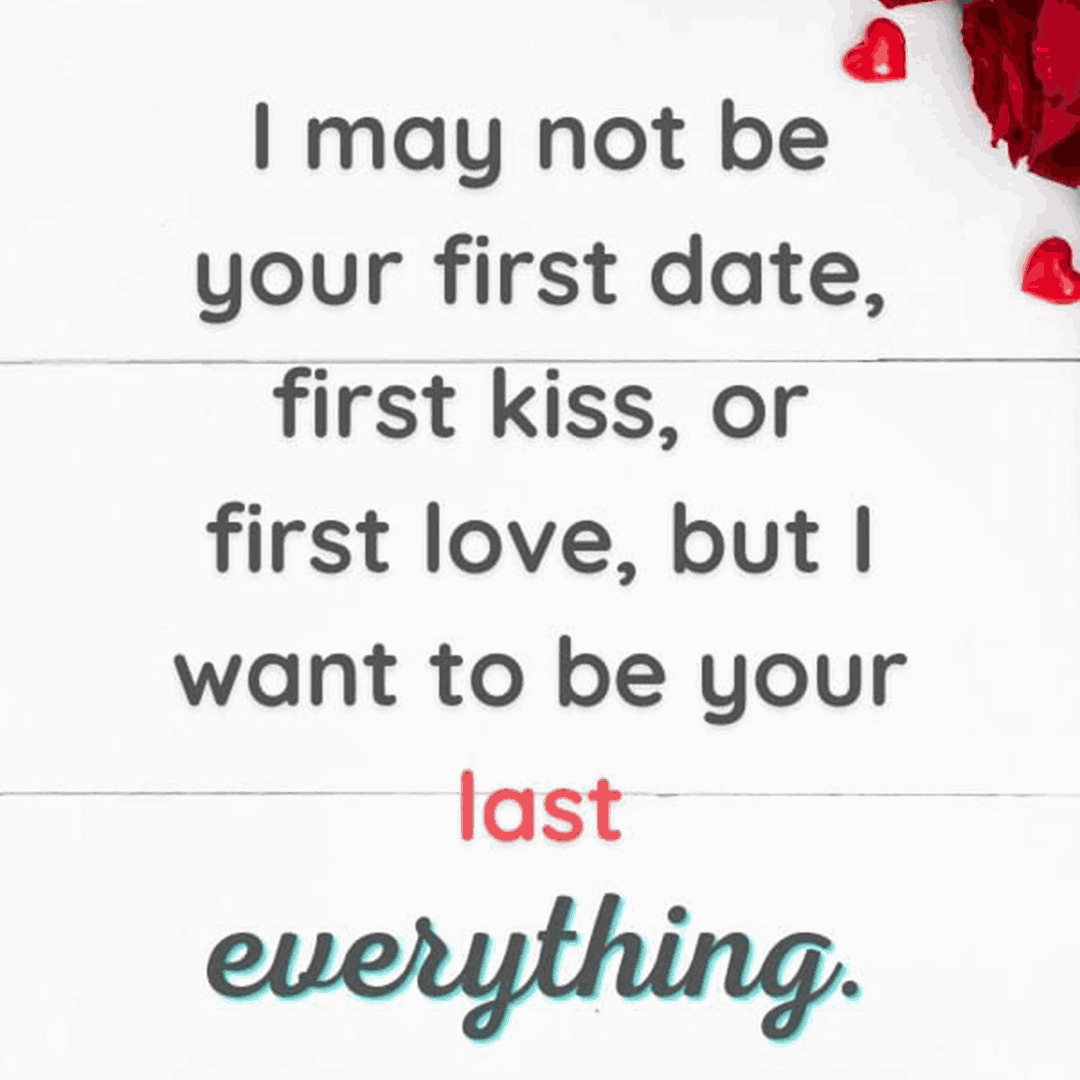 I may not be
your first date,
first kiss, or
first love, but I
want to be your
last
everything.